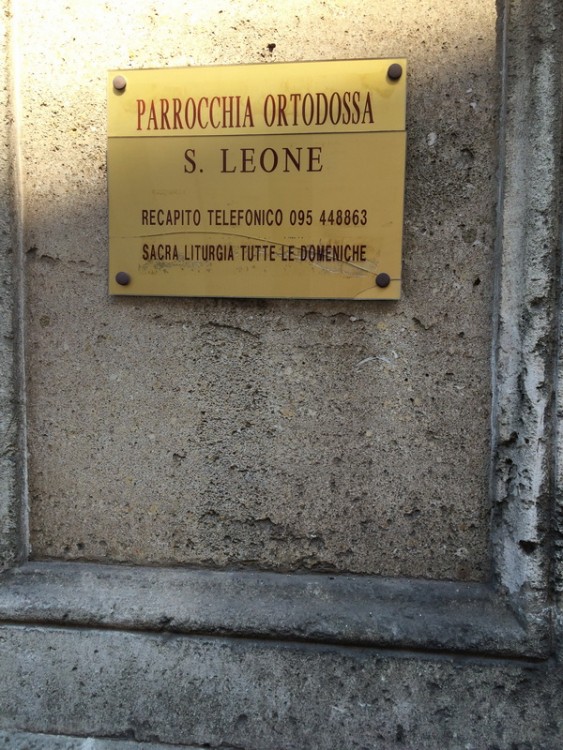 PARROCCHIA ORTODOSSA
S. LEONE
RECAPITO TELEFONICO 095 448863
SACRA LITURGIA TUTTE LE DOMENICHE